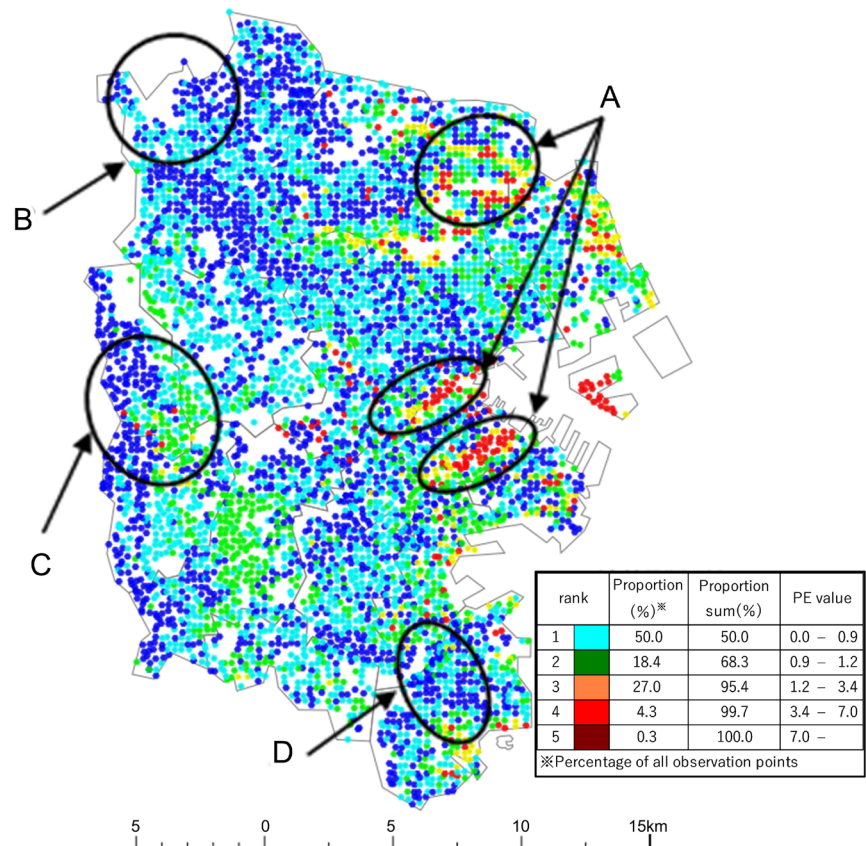 A
B
C
D
rank Proportion (%)※ Proportion sum(%) PE value
1 50.0 50.0 0.0 – 0.9
2 18.4 68.3 0.9 – 1.2
3 27.0 95.4 1.2 – 3.4
4 4.3 99.7 3.4 – 7.0
5 0.3 100.0 7.0 –
※Percentage of all observation points
5 0 5 10 15km